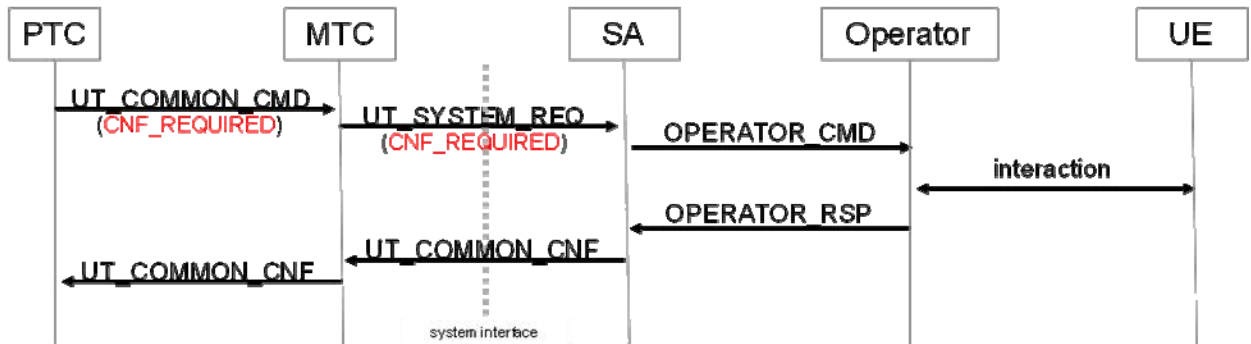 PTC MTC SA Operator UE
UT_COMMON_CMD
(CNF_REQUIRED)
UT_SYSTEM_REQ
(CNF_REQUIRED)
OPERATOR_CMD
interaction
OPERATOR_RSP
UT_COMMON_CNF
UT_COMMON_CNF
system interface